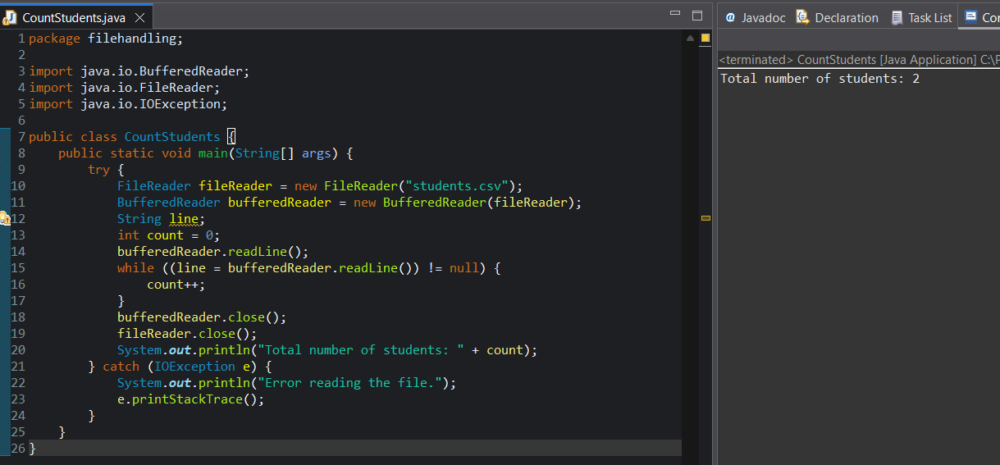 CountStudents.java
1 package filehandling;
2
3 import java.io.BufferedReader;
4 import java.io.FileReader;
5 import java.io.IOException;
6
7 public class CountStudents {
8     public static void main(String[] args) {
9         try {
10             FileReader fileReader = new FileReader("students.csv");
11             BufferedReader bufferedReader = new BufferedReader(fileReader);
12             String line;
13             int count = 0;
14             bufferedReader.readLine();
15             while ((line = bufferedReader.readLine()) != null) {
16                 count++;
17             }
18             bufferedReader.close();
19             fileReader.close();
20             System.out.println("Total number of students: " + count);
21         } catch (IOException e) {
22             System.out.println("Error reading the file.");
23             e.printStackTrace();
24         }
25     }
26 }
@ Javadoc Declaration Task List Con
<terminated> CountStudents [Java Application] C:\P
Total number of students: 2